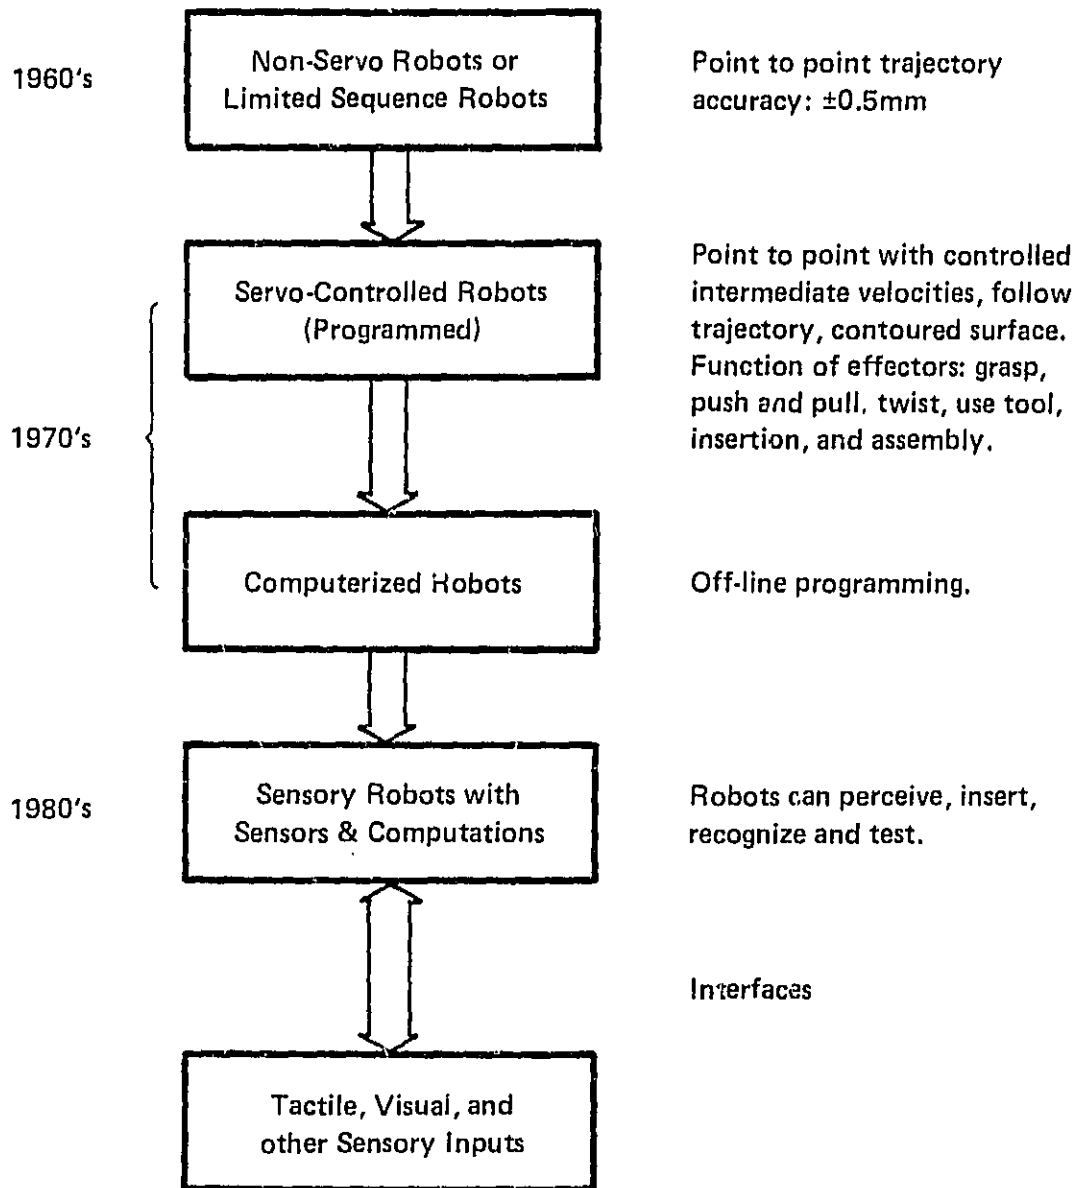 1960's
Non-Servo Robots or
Limited Sequence Robots
Point to point trajectory
accuracy: ±0.5mm
Servo-Controlled Robots
(Programmed)
Point to point with controlled
intermediate velocities, follow
trajectory, contoured surface.
Function of effectors: grasp,
push and pull, twist, use tool,
insertion, and assembly.
1970's
Computerized Robots
Off-line programming.
1980's
Sensory Robots with
Sensors & Computations
Robots can perceive, insert,
recognize and test.
Interfaces
Tactile, Visual, and
other Sensory Inputs